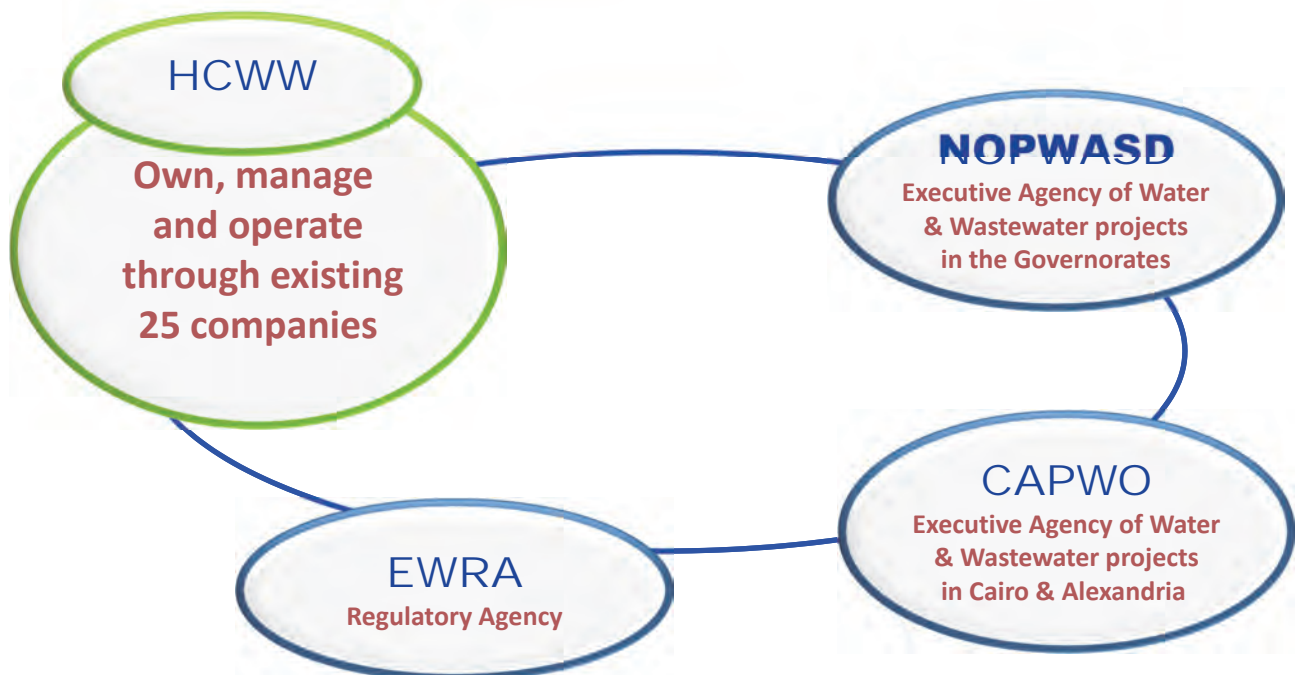 HCWW
Own, manage
and operate
through existing
25 companies
NOPWASD
Executive Agency of Water
& Wastewater projects
in the Governorates
CAPWO
Executive Agency of Water
& Wastewater projects
in Cairo & Alexandria
EWRA
Regulatory Agency